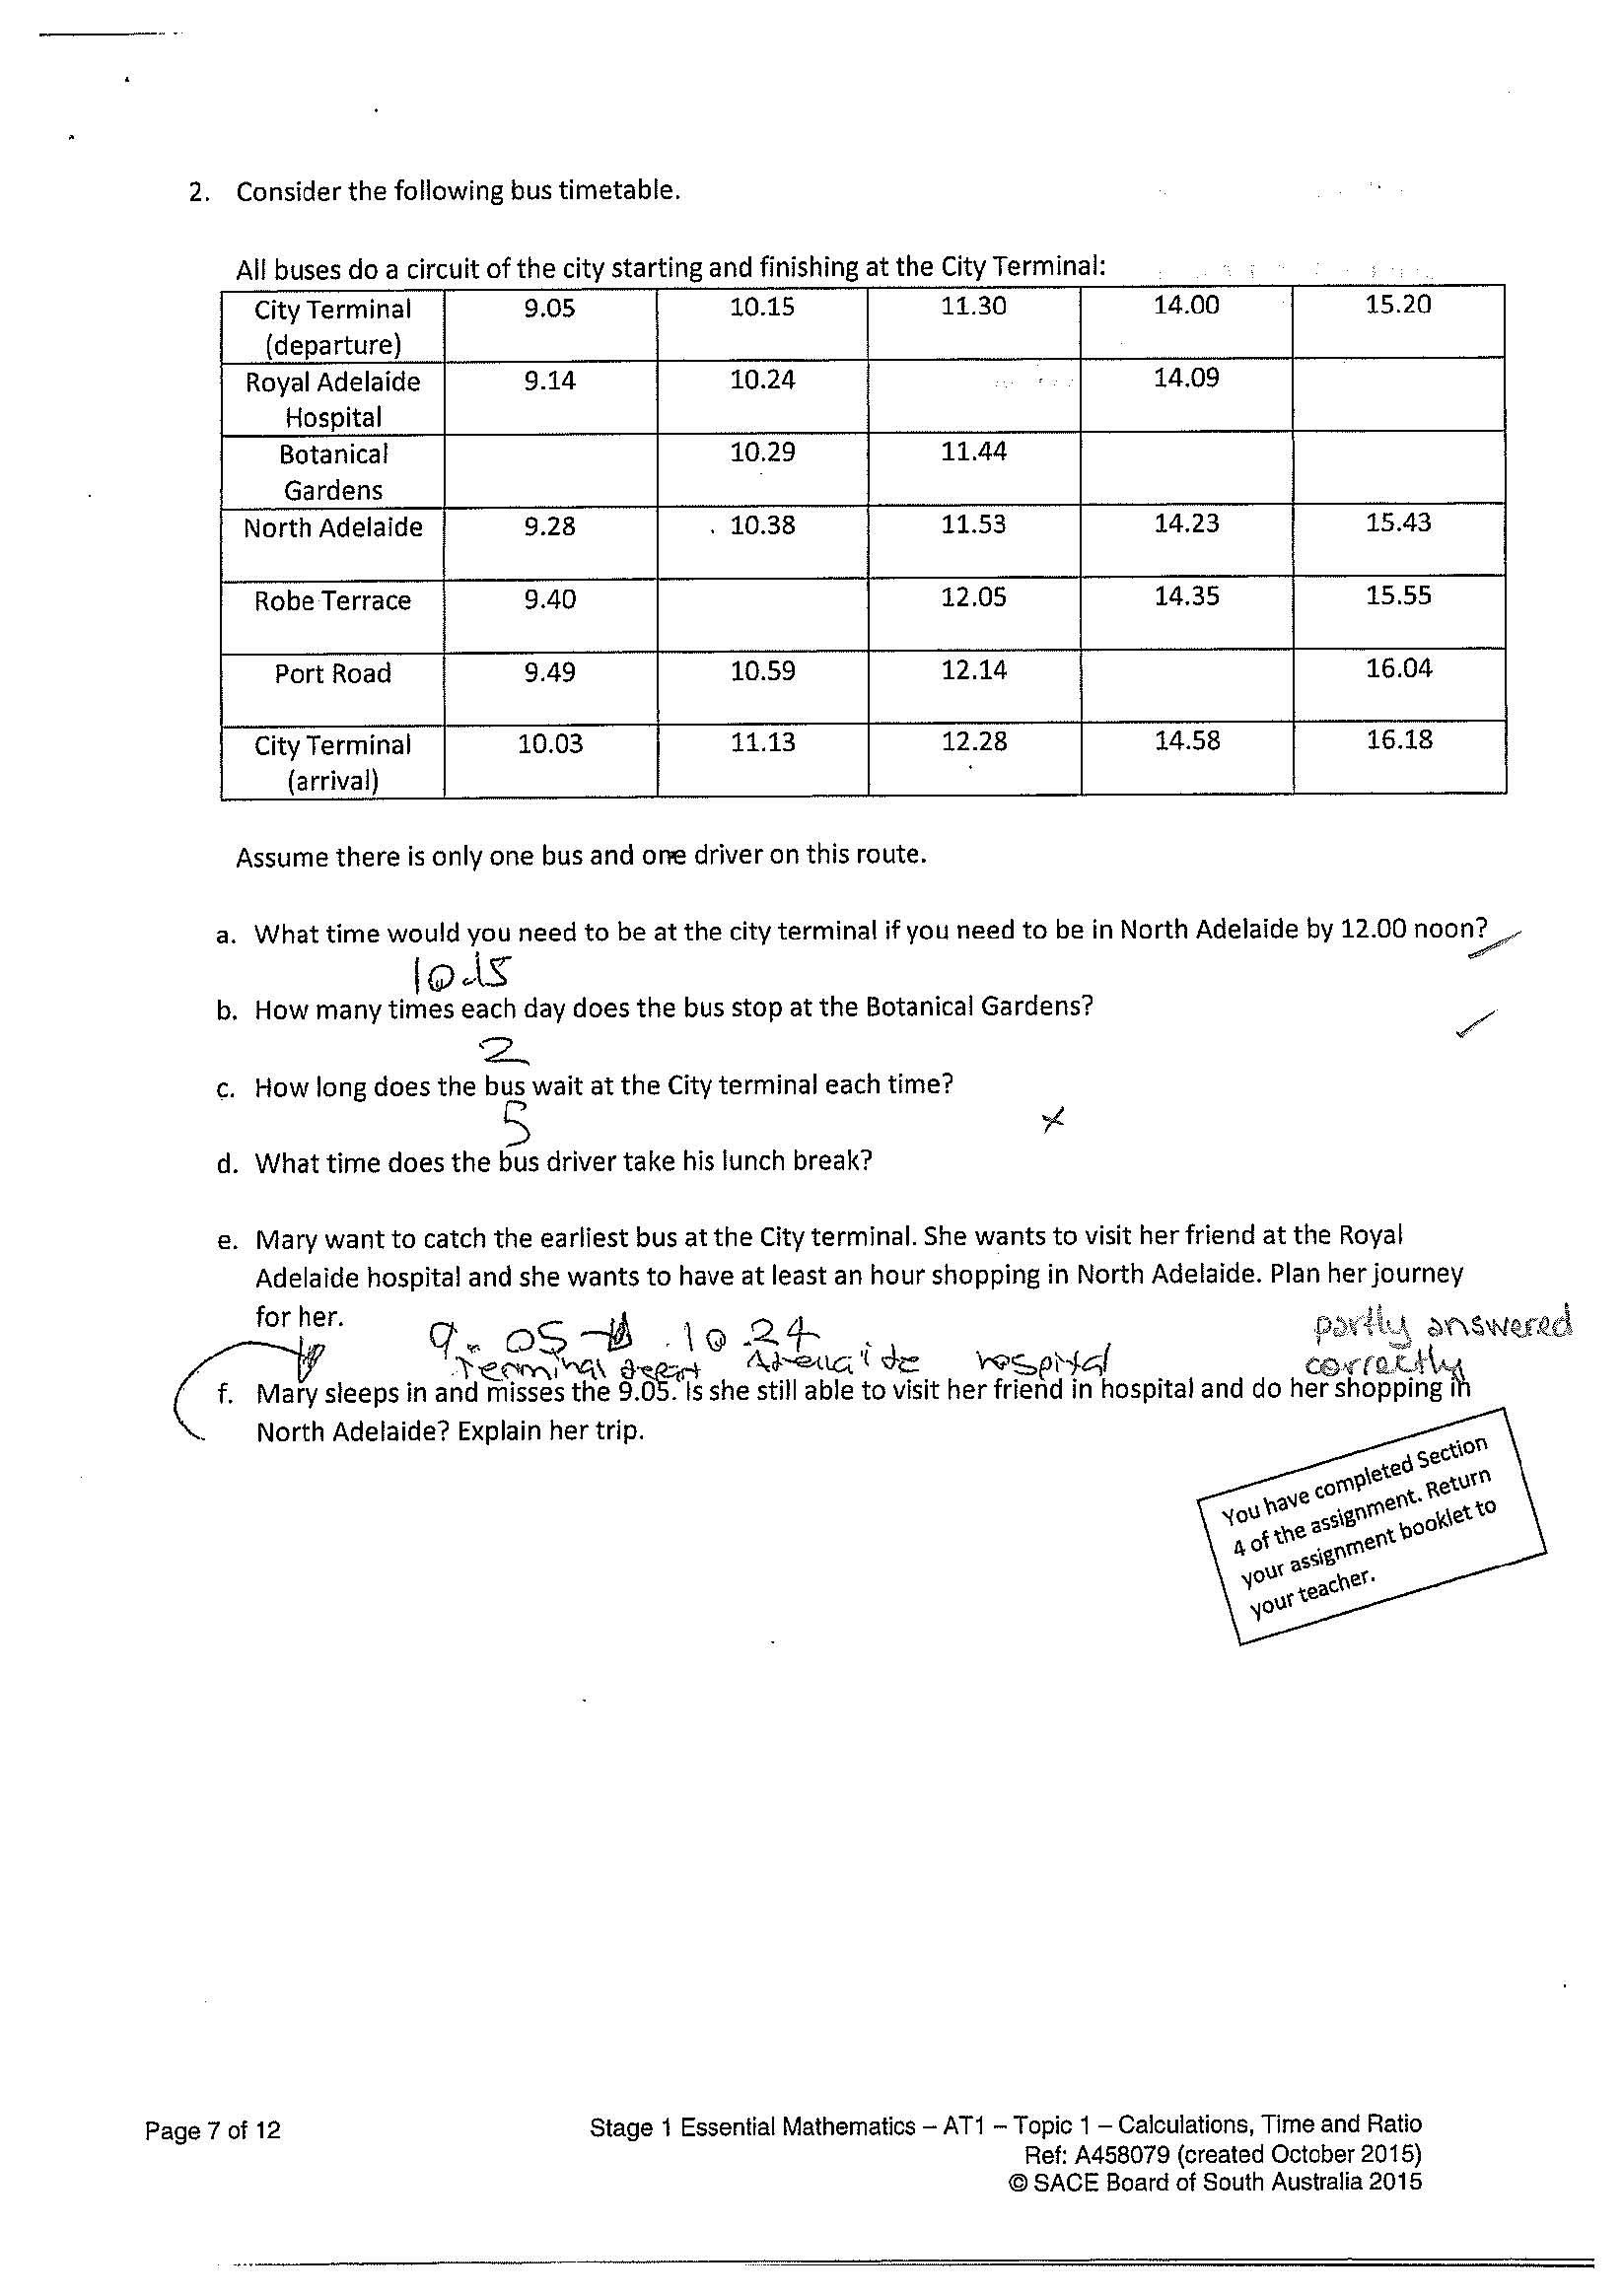 2. Consider the following bus timetable.
All buses do a circuit of the city starting and finishing at the City Terminal:
City Terminal (departure) 9.05 10.15 11.30 14.00 15.20
Royal Adelaide Hospital 9.14 10.24 14.09
Botanical Gardens 10.29 11.44
North Adelaide 9.28 10.38 11.53 14.23 15.43
Robe Terrace 9.40 12.05 14.35 15.55
Port Road 9.49 10.59 12.14 16.04
City Terminal (arrival) 10.03 11.13 12.28 14.58 16.18
Assume there is only one bus and one driver on this route.
a. What time would you need to be at the city terminal if you need to be in North Adelaide by 12.00 noon?
10.15
b. How many times each day does the bus stop at the Botanical Gardens?
2
c. How long does the bus wait at the City terminal each time?
5
d. What time does the bus driver take his lunch break?
e. Mary want to catch the earliest bus at the City terminal. She wants to visit her friend at the Royal
Adelaide hospital and she wants to have at least an hour shopping in North Adelaide. Plan her journey
for her.
9.05 → 10.24
Terminal hospital
partly answered
correctly
f. Mary sleeps in and misses the 9.05. Is she still able to visit her friend in hospital and do her shopping in
North Adelaide? Explain her trip.
You have completed Section
4 of the assignment. Return
your assignment booklet to
your teacher.
Page 7 of 12
Stage 1 Essential Mathematics – AT1 – Topic 1 – Calculations, Time and Ratio
Ref: A458079 (created October 2015)
© SACE Board of South Australia 2015